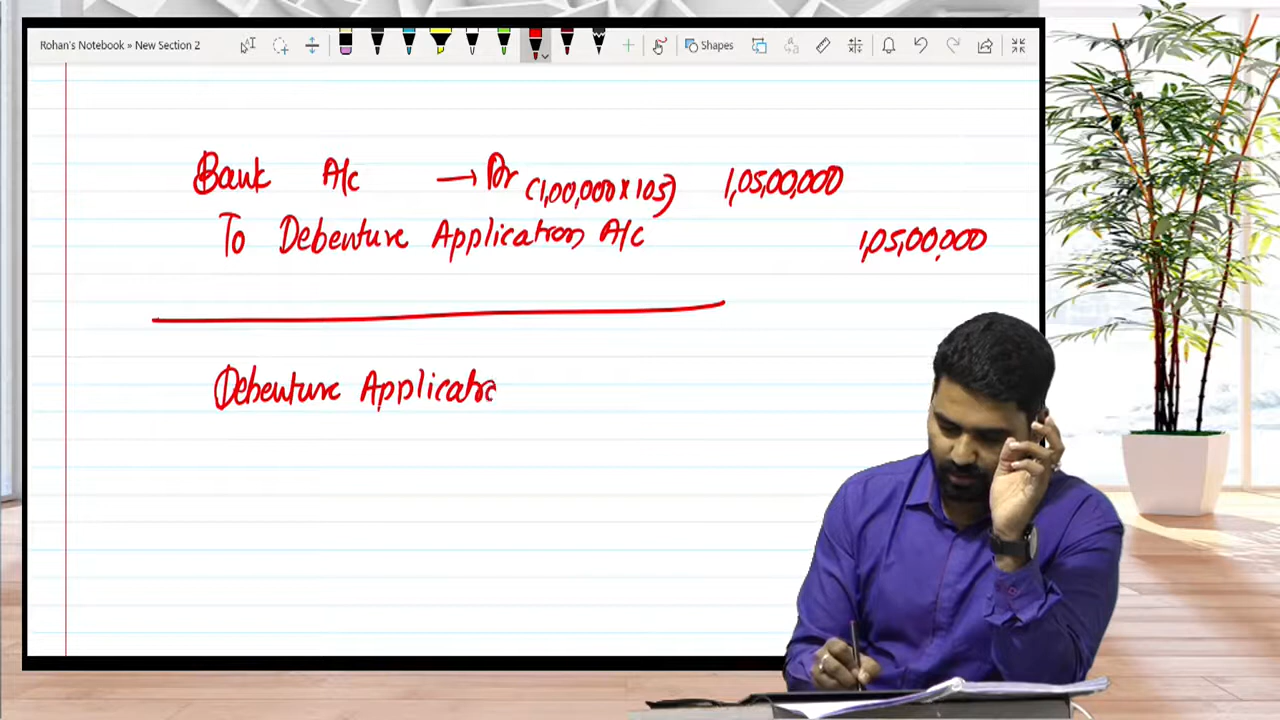 Rohan's Notebook » New Section 2
Shapes
Bank A/c → Dr (1,00,000 x 105) 1,05,00,000
To Debenture Application A/c 1,05,00,000
Debenture Applicatio